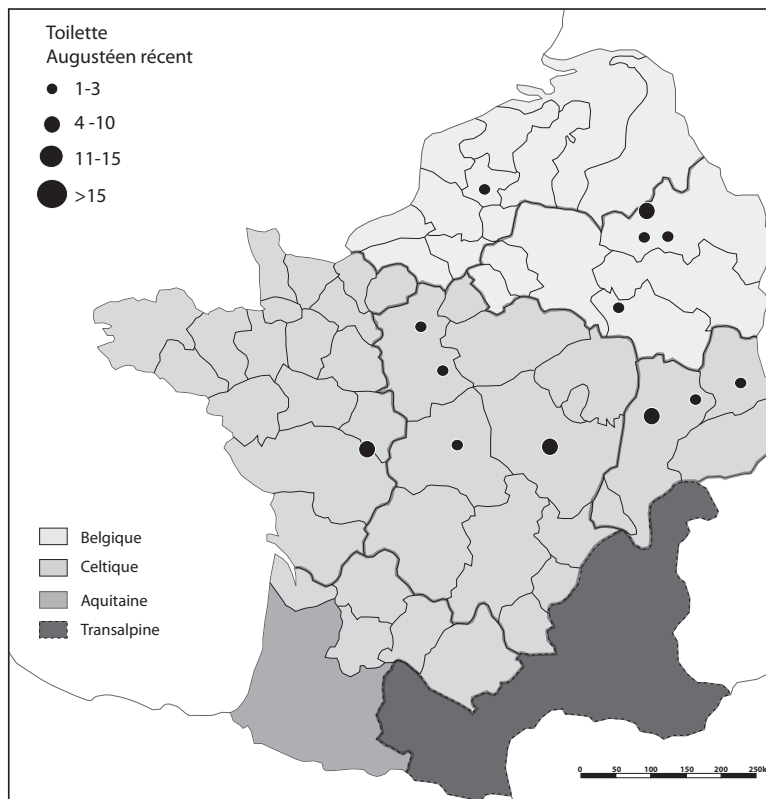 Toilette
Augustéen récent
1-3
4 -10
11-15
>15
Belgique
Celtique
Aquitaine
Transalpine
0 50 100 150 200 250k